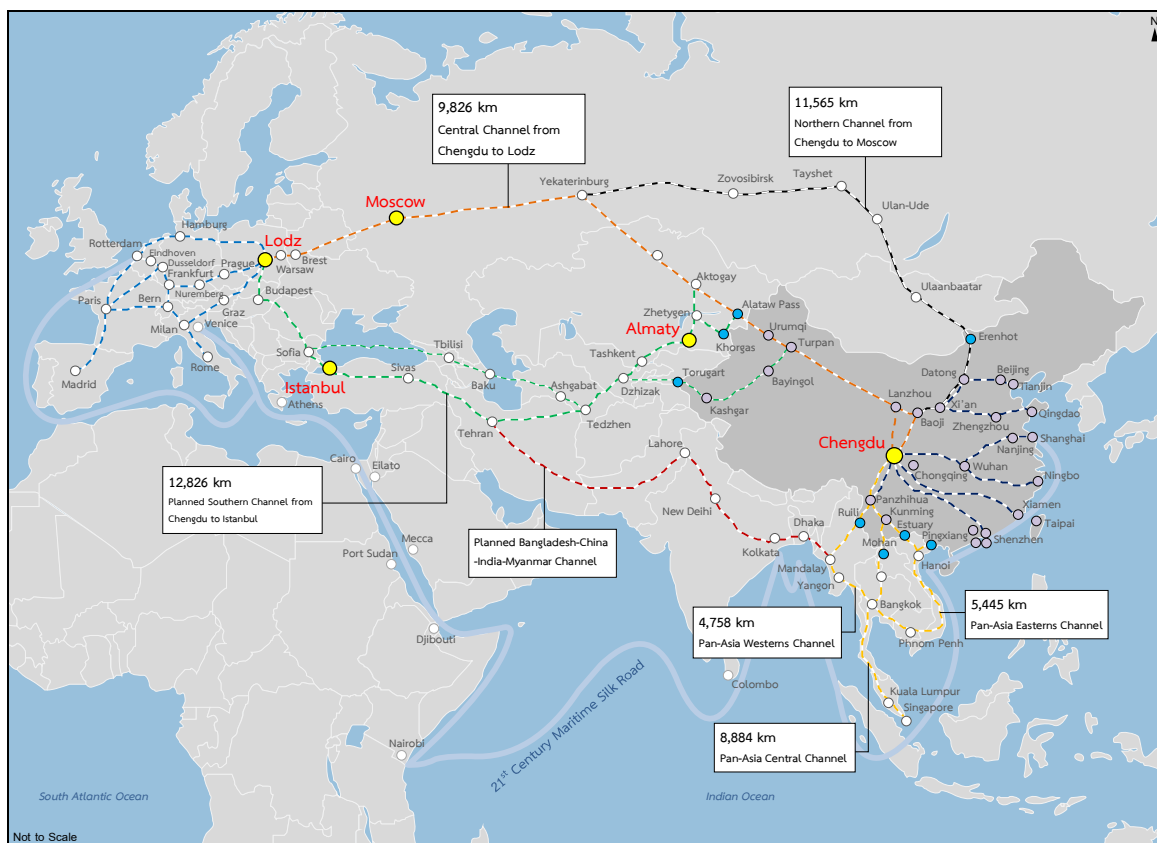 N
9,826 km
Central Channel from
Chengdu to Lodz
11,565 km
Northern Channel from
Chengdu to Moscow
Yekaterinburg
Zovosibirsk
Tayshet
Ulan-Ude
Moscow
Hamburg
Rotterdam
Eindhoven
Dusseldorf
Frankfurt
Prague
Lodz
Warsaw
Brest
Nuremberg
Budapest
Paris
Bern
Graz
Milan
Venice
Rome
Madrid
Sofia
Istanbul
Athens
Sivas
Tbilisi
Baku
Ashgabat
Tedzhen
Tehran
Dzhizak
Tashkent
Almaty
Zhetygen
Aktogay
Alataw Pass
Khorgas
Urumqi
Turpan
Torugart
Bayingol
Kashgar
Ulaanbaatar
Erenhot
Datong
Beijing
Tianjin
Lanzhou
Xi'an
Baoji
Zhengzhou
Qingdao
Chengdu
Shanghai
Nanjing
Chongqing
Wuhan
Ningbo
Xiamen
Taipai
Panzhihua
Kunming
Ruili
Estuary
Pingxiang
Shenzhen
Mohan
Hanoi
Lahore
New Deihi
Dhaka
Kolkata
Mandalay
Yangon
Bangkok
Phnom Penh
Kuala Lumpur
Singapore
Colombo
Cairo
Eilato
Mecca
Port Sudan
Djibouti
Nairobi
12,826 km
Planned Southern Channel from
Chengdu to Istanbul
Planned Bangladesh-China
-India-Myanmar Channel
4,758 km
Pan-Asia Westerns Channel
5,445 km
Pan-Asia Easterns Channel
8,884 km
Pan-Asia Central Channel
21st Century Maritime Silk Road
South Atlantic Ocean
Indian Ocean
Not to Scale